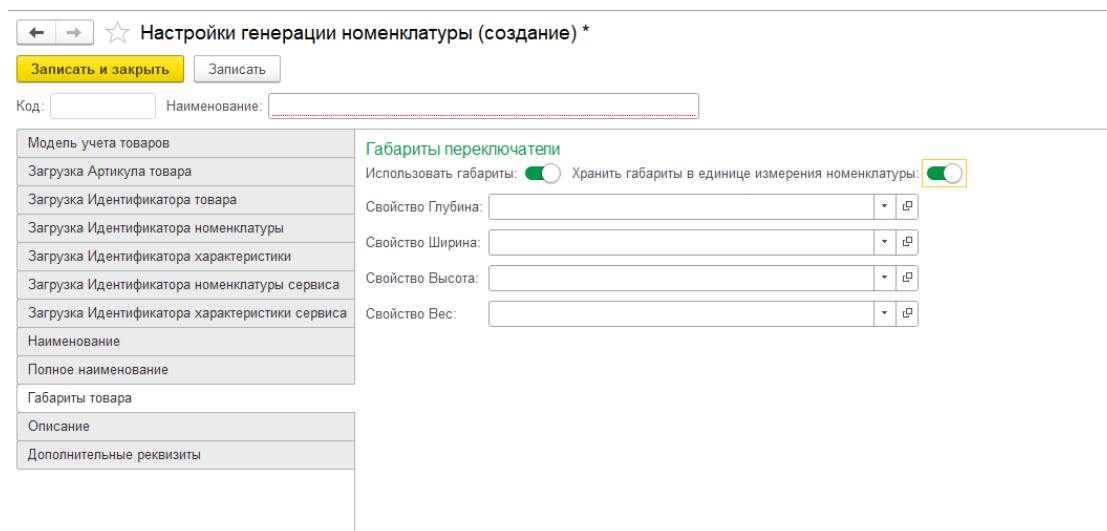 Настройки генерации номенклатуры (создание) *
Записать и закрыть Записать
Код: Наименование:
Модель учета товаров
Загрузка Артикула товара
Загрузка Идентификатора товара
Загрузка Идентификатора номенклатуры
Загрузка Идентификатора характеристики
Загрузка Идентификатора номенклатуры сервиса
Загрузка Идентификатора характеристики сервиса
Наименование
Полное наименование
Габариты товара
Описание
Дополнительные реквизиты
Габариты переключатели
Использовать габариты: Хранить габариты в единице измерения номенклатуры:
Свойство Глубина:
Свойство Ширина:
Свойство Высота:
Свойство Вес: